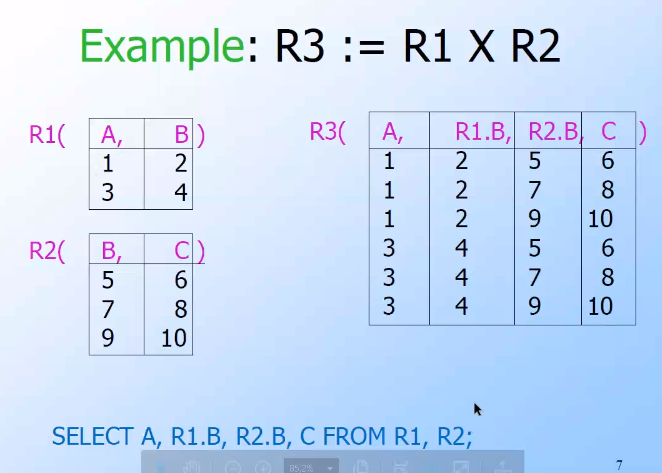 Example: R3 := R1 X R2
R1( A, B )
1 2
3 4
R2( B, C )
5 6
7 8
9 10
R3( A, R1.B, R2.B, C )
1 2 5 6
1 2 7 8
1 2 9 10
3 4 5 6
3 4 7 8
3 4 9 10
SELECT A, R1.B, R2.B, C FROM R1, R2;
85.2%
7